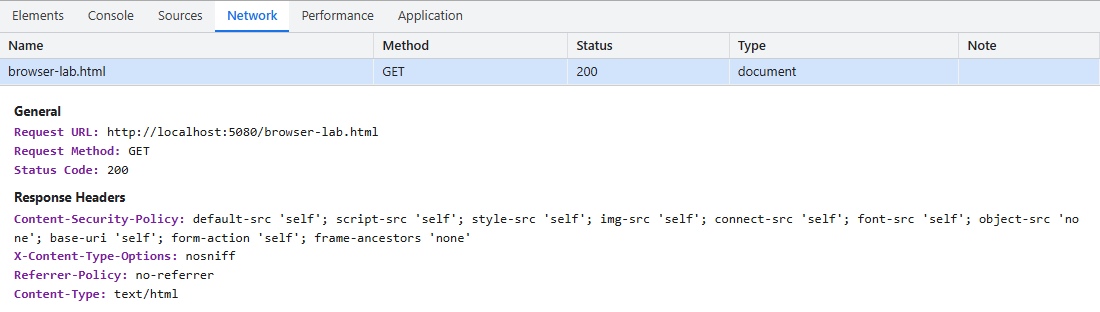 Elements Console Sources Network Performance Application
Name Method Status Type Note
browser-lab.html GET 200 document
General
Request URL: http://localhost:5080/browser-lab.html
Request Method: GET
Status Code: 200
Response Headers
Content-Security-Policy: default-src 'self'; script-src 'self'; style-src 'self'; img-src 'self'; connect-src 'self'; font-src 'self'; object-src 'no
ne'; base-uri 'self'; form-action 'self'; frame-ancestors 'none'
X-Content-Type-Options: nosniff
Referrer-Policy: no-referrer
Content-Type: text/html